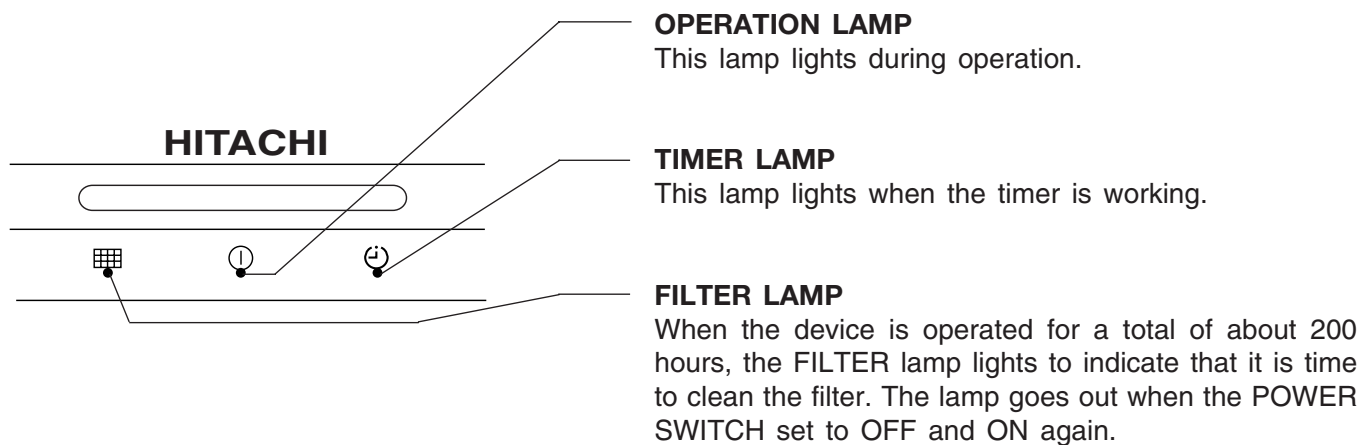 OPERATION LAMP
This lamp lights during operation.
HITACHI
TIMER LAMP
This lamp lights when the timer is working.
FILTER LAMP
When the device is operated for a total of about 200
hours, the FILTER lamp lights to indicate that it is time
to clean the filter. The lamp goes out when the POWER
SWITCH set to OFF and ON again.